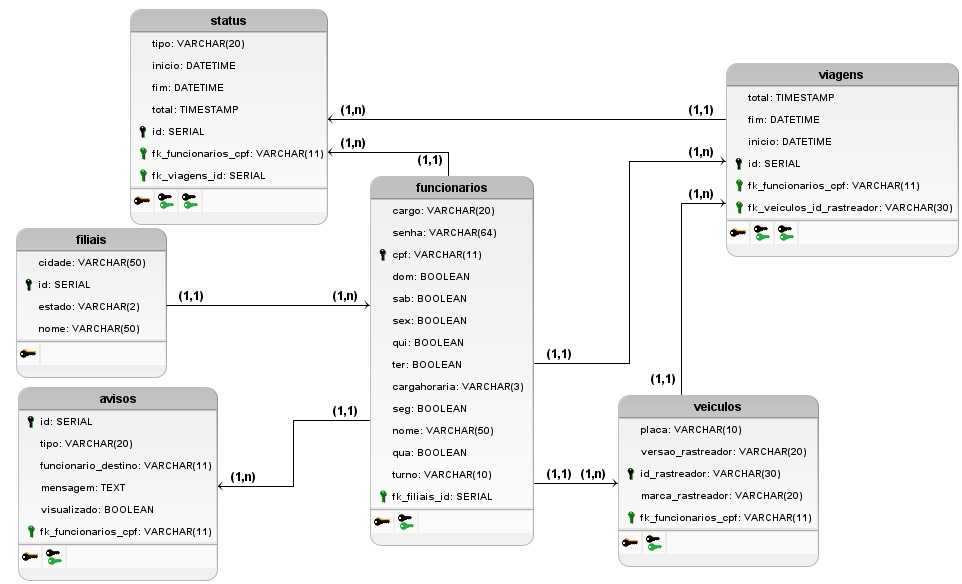 status
tipo: VARCHAR(20)
inicio: DATETIME
fim: DATETIME
total: TIMESTAMP
id: SERIAL
fk_funcionarios_cpf: VARCHAR(11)
fk_viagens_id: SERIAL
(1,n)
(1,1)
(1,n)
(1,1)
viagens
total: TIMESTAMP
fim: DATETIME
inicio: DATETIME
id: SERIAL
fk_funcionarios_cpf: VARCHAR(11)
fk_veiculos_id_rastreador: VARCHAR(30)
(1,n)
(1,n)
filiais
cidade: VARCHAR(50)
id: SERIAL
estado: VARCHAR(2)
nome: VARCHAR(50)
(1,1)
(1,n)
funcionarios
cargo: VARCHAR(20)
senha: VARCHAR(64)
cpf: VARCHAR(11)
dom: BOOLEAN
sab: BOOLEAN
sex: BOOLEAN
qui: BOOLEAN
ter: BOOLEAN
cargahoraria: VARCHAR(3)
seg: BOOLEAN
nome: VARCHAR(50)
qua: BOOLEAN
turno: VARCHAR(10)
fk_filiais_id: SERIAL
(1,1)
(1,1)
avisos
id: SERIAL
tipo: VARCHAR(20)
funcionario_destino: VARCHAR(11)
mensagem: TEXT
visualizado: BOOLEAN
fk_funcionarios_cpf: VARCHAR(11)
(1,1)
(1,n)
(1,1)
(1,n)
veiculos
placa: VARCHAR(10)
versao_rastreador: VARCHAR(20)
id_rastreador: VARCHAR(30)
marca_rastreador: VARCHAR(20)
fk_funcionarios_cpf: VARCHAR(11)